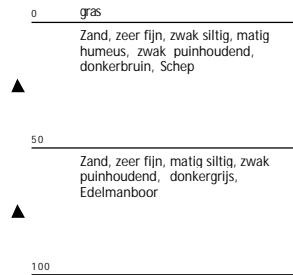 0 gras
Zand, zeer fijn, zwak siltig, matig
humeus, zwak puinhoudend,
donkerbruin, Schep
50
Zand, zeer fijn, matig siltig, zwak
puinhoudend, donkergrijs,
Edelmanboor
100